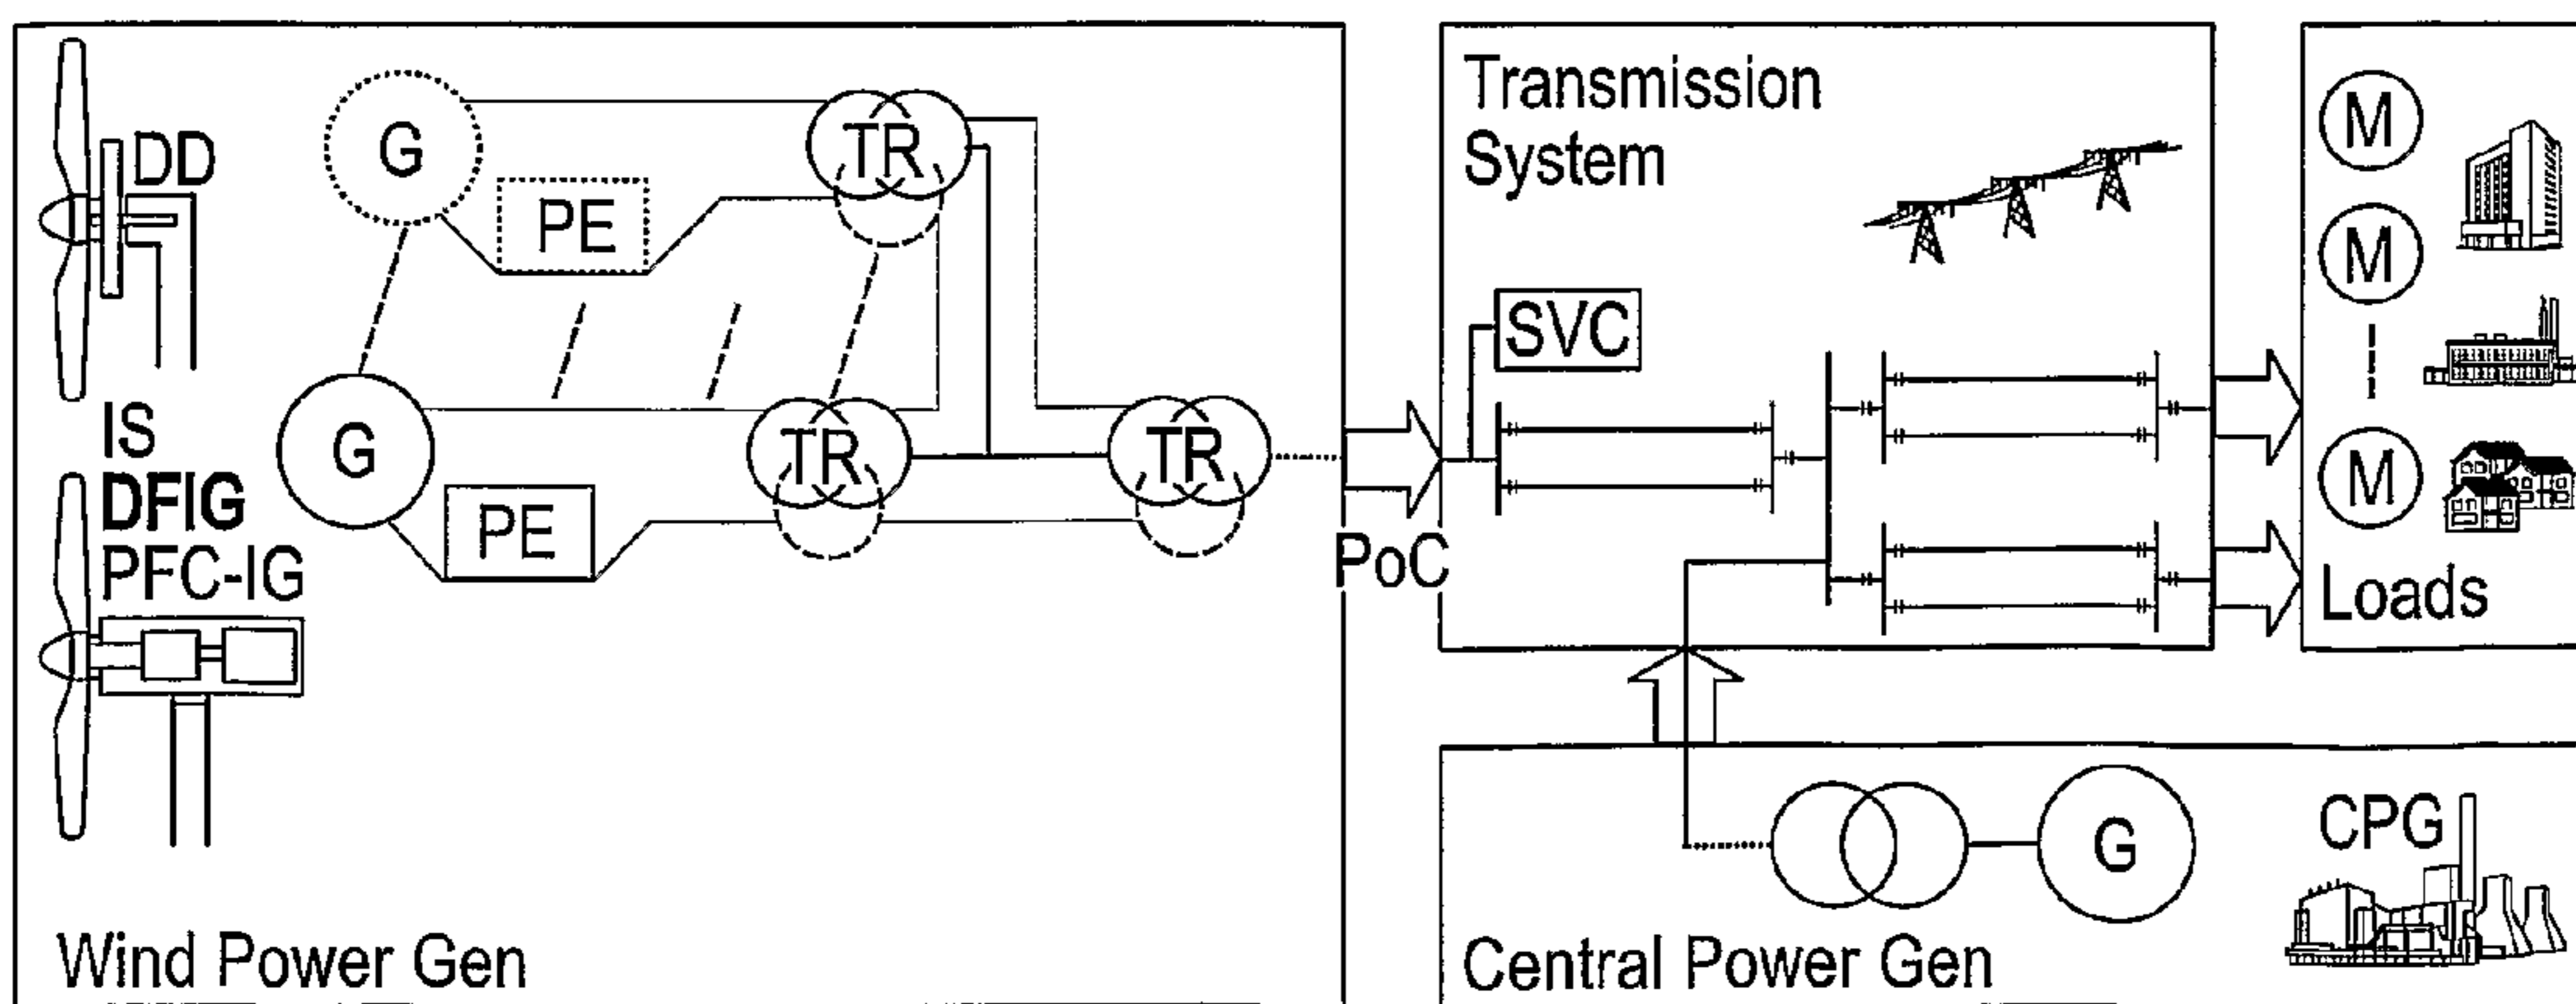 DD
IS
DFIG
PFC-IG
G
TR
PE
G
TR
TR
PE
Wind Power Gen
PoC
Transmission
System
SVC
M
M
M
Loads
G
CPG
Central Power Gen